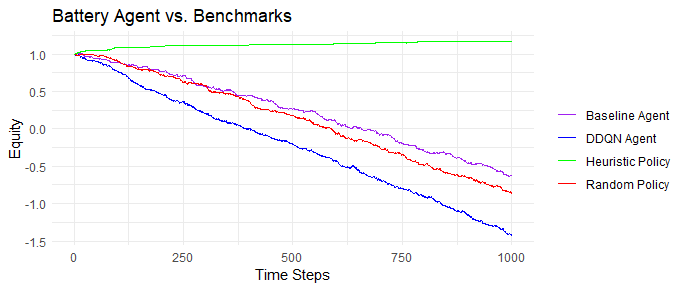 Battery Agent vs. Benchmarks
Equity
1.0
0.5
0.0
-0.5
-1.0
-1.5
0
250
500
750
1000
Time Steps
Baseline Agent
DDQN Agent
Heuristic Policy
Random Policy